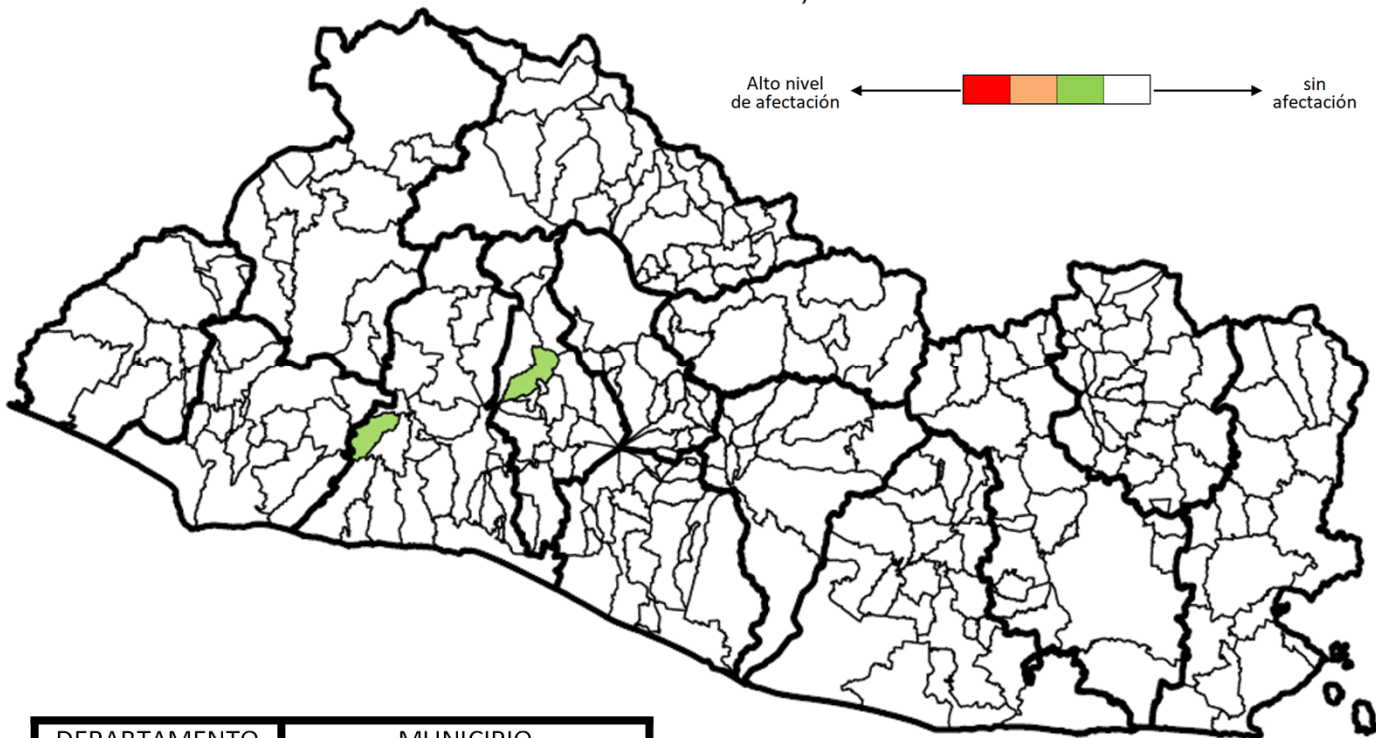 Alto nivel
de afectación
sin
afectación
DEPARTAMENTO
MUNICIPIO